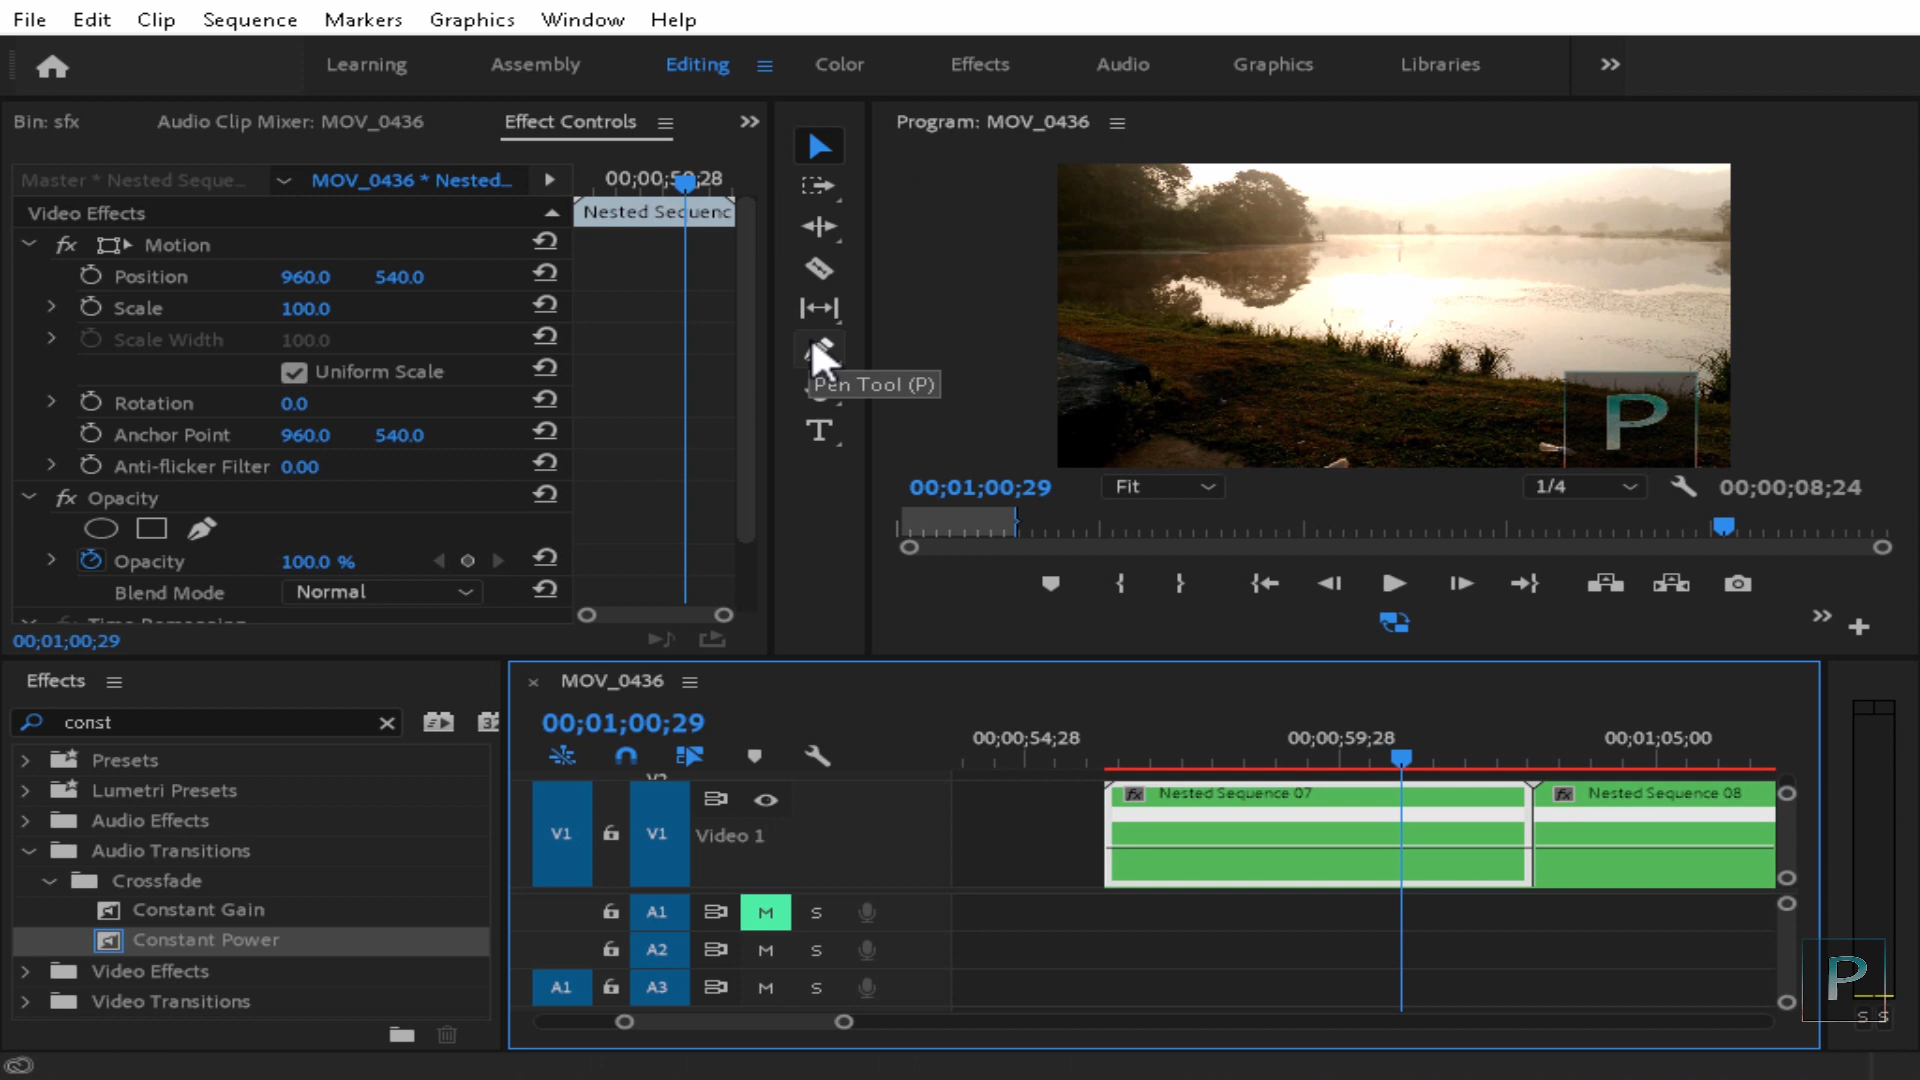 File Edit Clip Sequence Markers Graphics Window Help
Learning Assembly Editing Color Effects Audio Graphics Libraries
Bin: sfx Audio Clip Mixer: MOV_0436 Effect Controls
Master * Nested Seque... MOV_0436 * Nested...
Video Effects
fx Motion
Position 960.0 540.0
Scale 100.0
Scale Width 100.0
Uniform Scale
Rotation 0.0
Anchor Point 960.0 540.0
Anti-flicker Filter 0.00
fx Opacity
Opacity 100.0 %
Blend Mode Normal
00;01;00;29
Nested Sequenc
Pen Tool (P)
T
Program: MOV_0436
P
00;01;00;29 Fit 1/4 00;00;08;24
Effects
const
Presets
Lumetri Presets
Audio Effects
Audio Transitions
Crossfade
Constant Gain
Constant Power
Video Effects
Video Transitions
MOV_0436
00;01;00;29
00;00;54;28 00;00;59;28 00;01;05;00
V1 V1 Video 1
fx Nested Sequence 07 fx Nested Sequence 08
A1 M S
A2 M S
A1 A3 M S
P
S S